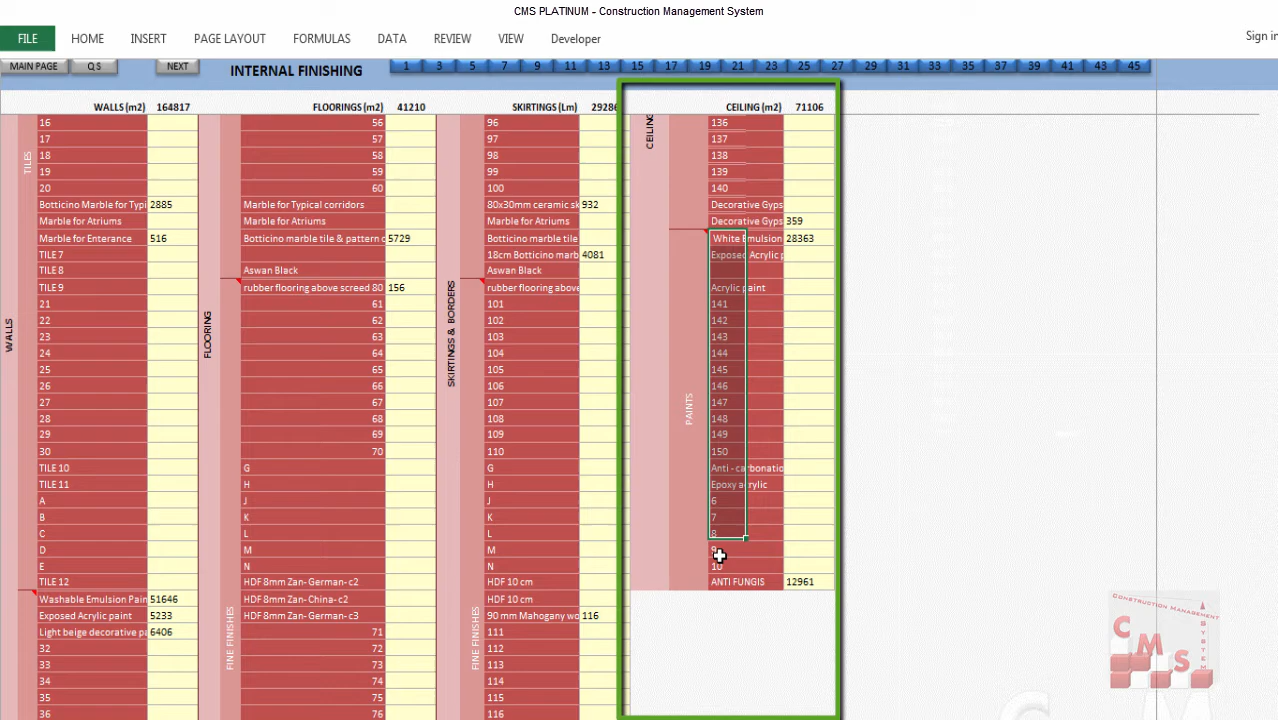 CMS PLATINUM - Construction Management System
FILE HOME INSERT PAGE LAYOUT FORMULAS DATA REVIEW VIEW Developer Sign in
MAIN PAGE Q S NEXT INTERNAL FINISHING 1 3 5 7 9 11 13 15 17 19 21 23 25 27 29 31 33 35 37 39 41 43 45
WALLS (m2) 164817 FLOORINGS (m2) 41210 SKIRTINGS (Lm) 29286 CEILING (m2) 71106
16 56 96 136
17 57 97 137
18 58 98 138
19 59 99 139
20 60 100 140
Botticino Marble for Typi 2885 Marble for Typical corridors 80x30mm ceramic sk 932 Decorative Gyps
Marble for Atriums Marble for Atriums Marble for Atriums Decorative Gyps 359
Marble for Enterance 516 Botticino marble tile & pattern c 5729 Botticino marble tile White Emulsion 28363
TILE 7 18cm Botticino marb 4081 Exposed Acrylic p
TILE 8 Aswan Black Aswan Black
TILE 9 rubber flooring above screed 80 156 rubber flooring above Acrylic paint
21 61 101 141
22 62 102 142
23 63 103 143
24 64 104 144
25 65 105 145
26 66 106 146
27 67 107 147
28 68 108 148
29 69 109 149
30 70 110 150
TILE 10 G G Anti - carbonatio
TILE 11 H H Epoxy acrylic
A J J 6
B K K 7
C L L 8
D M M 9
E N N 10
TILE 12 HDF 8mm Zan- German- c2 HDF 10 cm ANTI FUNGIS 12961
Washable Emulsion Pain 51646 HDF 8mm Zan- China- c2 HDF 10 cm
Exposed Acrylic paint 5233 HDF 8mm Zan- German- c3 90 mm Mahogany wo 116
Light beige decorative p 6406 71 111
32 72 112
33 73 113
34 74 114
35 75 115
36 76 116
WALLS
TILES
FLOORING
FINE FINISHES
SKIRTINGS & BORDERS
FINE FINISHES
CEILING
PAINTS
CONSTRUCTION MANAGEMENT
SYSTEM
CMS